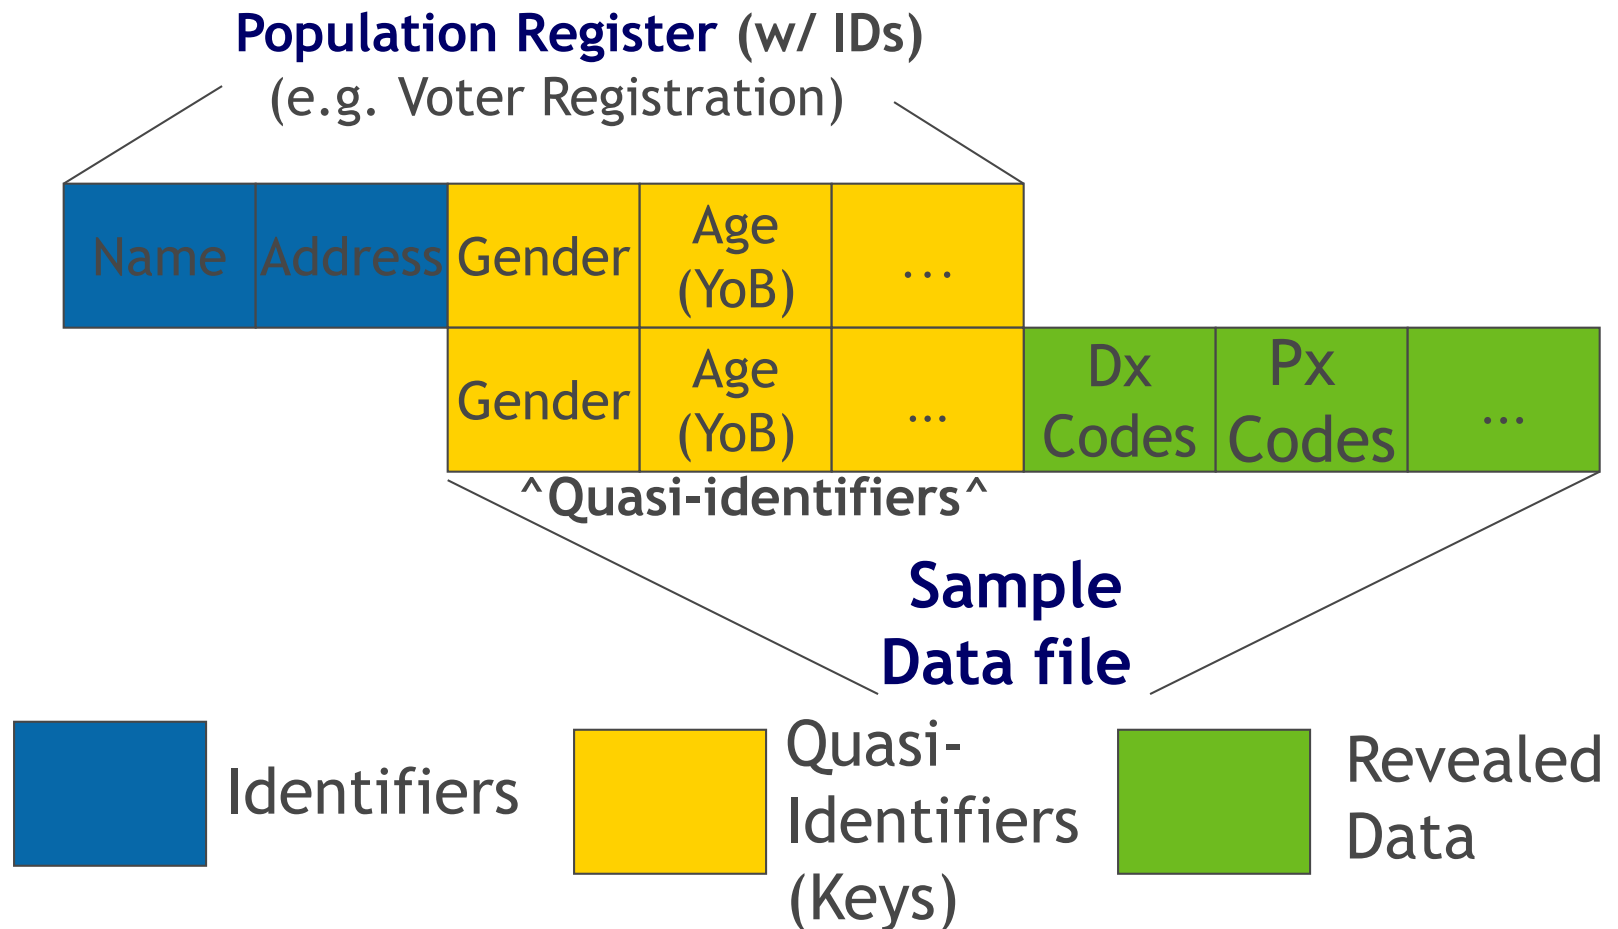 Population Register (w/ IDs)
(e.g. Voter Registration)
Name Address Gender Age (YoB) …
Gender Age (YoB) ...
Dx Codes Px Codes ...
^Quasi-identifiers^
Sample
Data file
Identifiers
Quasi-
Identifiers
(Keys)
Revealed
Data